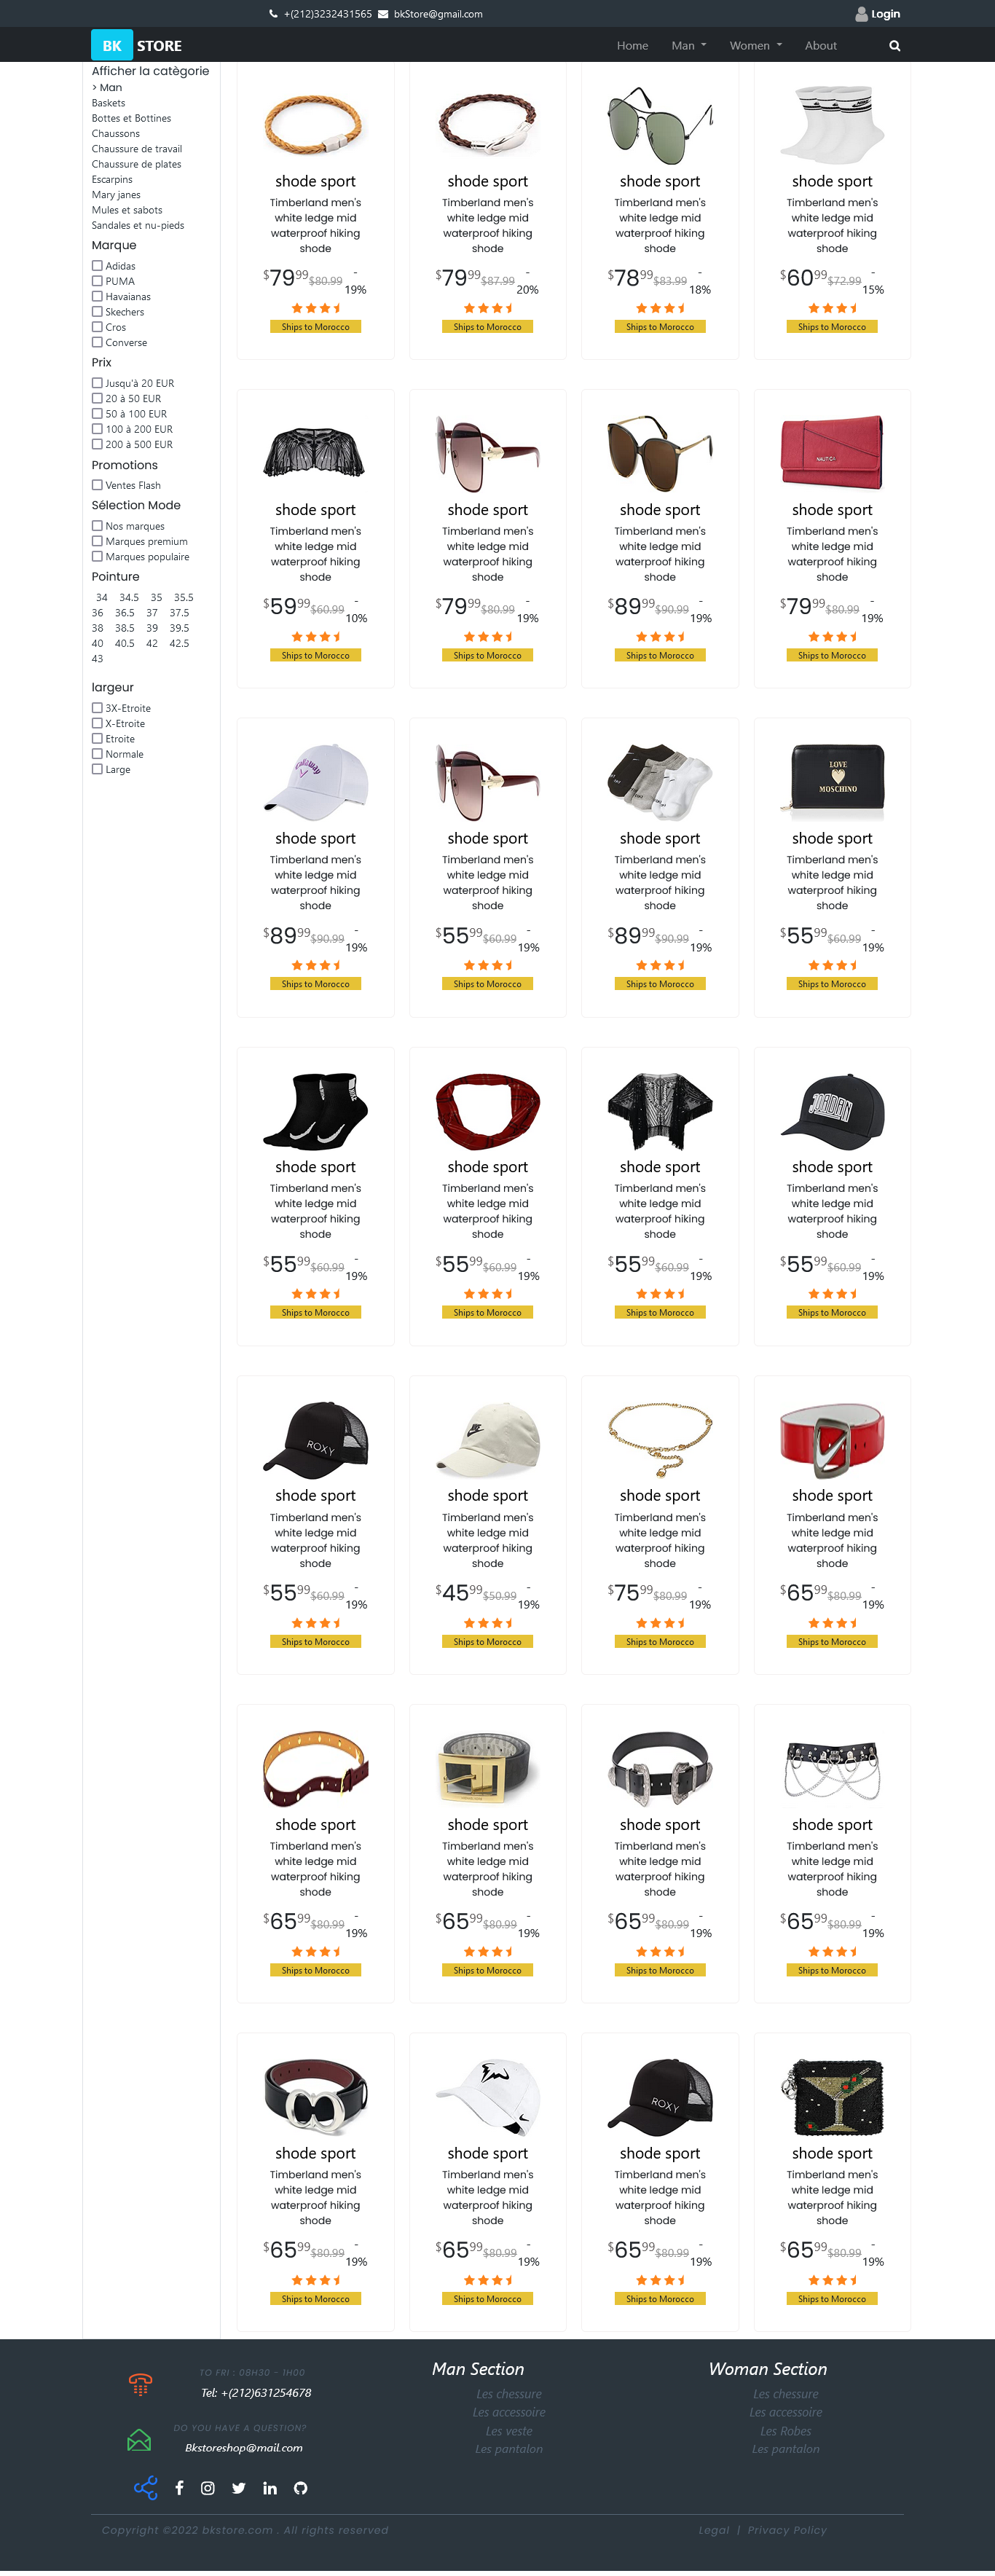 +(212)3232431565 bkStore@gmail.com Login
BK STORE Home Man Women About
Afficher la catègorie
> Man
Baskets
Bottes et Bottines
Chaussons
Chaussure de travail
Chaussure de plates
Escarpins
Mary janes
Mules et sabots
Sandales et nu-pieds
Marque
Adidas
PUMA
Havaianas
Skechers
Cros
Converse
Prix
Jusqu'à 20 EUR
20 à 50 EUR
50 à 100 EUR
100 à 200 EUR
200 à 500 EUR
Promotions
Ventes Flash
Sélection Mode
Nos marques
Marques premium
Marques populaire
Pointure
34 34.5 35 35.5
36 36.5 37 37.5
38 38.5 39 39.5
40 40.5 42 42.5
43
largeur
3X-Etroite
X-Etroite
Etroite
Normale
Large
shode sport shode sport shode sport shode sport
Timberland men's Timberland men's Timberland men's Timberland men's
white ledge mid white ledge mid white ledge mid white ledge mid
waterproof hiking waterproof hiking waterproof hiking waterproof hiking
shode shode shode shode
$79.99 $80.99 -19% $79.99 $87.99 -20% $78.99 $83.99 -18% $60.99 $72.99 -15%
Ships to Morocco Ships to Morocco Ships to Morocco Ships to Morocco
NAUTICA
shode sport shode sport shode sport shode sport
Timberland men's Timberland men's Timberland men's Timberland men's
white ledge mid white ledge mid white ledge mid white ledge mid
waterproof hiking waterproof hiking waterproof hiking waterproof hiking
shode shode shode shode
$59.99 $60.99 -10% $79.99 $80.99 -19% $89.99 $90.99 -19% $79.99 $80.99 -19%
Ships to Morocco Ships to Morocco Ships to Morocco Ships to Morocco
Callaway LOVE
MOSCHINO
shode sport shode sport shode sport shode sport
Timberland men's Timberland men's Timberland men's Timberland men's
white ledge mid white ledge mid white ledge mid white ledge mid
waterproof hiking waterproof hiking waterproof hiking waterproof hiking
shode shode shode shode
$89.99 $90.99 -19% $55.99 $60.99 -19% $89.99 $90.99 -19% $55.99 $60.99 -19%
Ships to Morocco Ships to Morocco Ships to Morocco Ships to Morocco
JORDAN
shode sport shode sport shode sport shode sport
Timberland men's Timberland men's Timberland men's Timberland men's
white ledge mid white ledge mid white ledge mid white ledge mid
waterproof hiking waterproof hiking waterproof hiking waterproof hiking
shode shode shode shode
$55.99 $60.99 -19% $55.99 $60.99 -19% $55.99 $60.99 -19% $55.99 $60.99 -19%
Ships to Morocco Ships to Morocco Ships to Morocco Ships to Morocco
ROXY NIKE
shode sport shode sport shode sport shode sport
Timberland men's Timberland men's Timberland men's Timberland men's
white ledge mid white ledge mid white ledge mid white ledge mid
waterproof hiking waterproof hiking waterproof hiking waterproof hiking
shode shode shode shode
$55.99 $60.99 -19% $45.99 $50.99 -19% $75.99 $80.99 -19% $65.99 $80.99 -19%
Ships to Morocco Ships to Morocco Ships to Morocco Ships to Morocco
shode sport shode sport shode sport shode sport
Timberland men's Timberland men's Timberland men's Timberland men's
white ledge mid white ledge mid white ledge mid white ledge mid
waterproof hiking waterproof hiking waterproof hiking waterproof hiking
shode shode shode shode
$65.99 $80.99 -19% $65.99 $80.99 -19% $65.99 $80.99 -19% $65.99 $80.99 -19%
Ships to Morocco Ships to Morocco Ships to Morocco Ships to Morocco
ROXY
shode sport shode sport shode sport shode sport
Timberland men's Timberland men's Timberland men's Timberland men's
white ledge mid white ledge mid white ledge mid white ledge mid
waterproof hiking waterproof hiking waterproof hiking waterproof hiking
shode shode shode shode
$65.99 $80.99 -19% $65.99 $80.99 -19% $65.99 $80.99 -19% $65.99 $80.99 -19%
Ships to Morocco Ships to Morocco Ships to Morocco Ships to Morocco
TO FRI : 08H30 - 1H00
Tel: +(212)631254678
DO YOU HAVE A QUESTION?
Bkstoreshop@mail.com
Man Section
Les chessure
Les accessoire
Les veste
Les pantalon
Woman Section
Les chessure
Les accessoire
Les Robes
Les pantalon
Copyright ©2022 bkstore.com . All rights reserved Legal | Privacy Policy